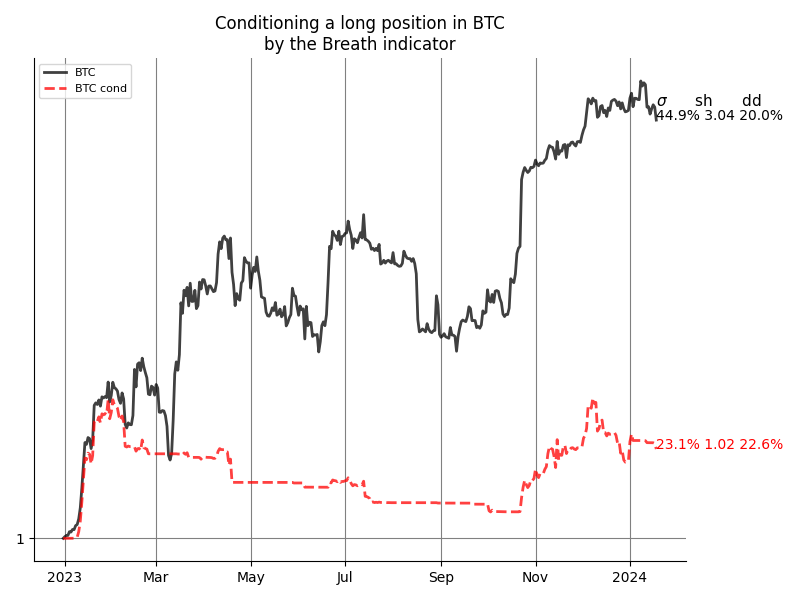 Conditioning a long position in BTC
by the Breath indicator
BTC
BTC cond
σ sh dd
44.9% 3.04 20.0%
23.1% 1.02 22.6%
1
2023 Mar May Jul Sep Nov 2024